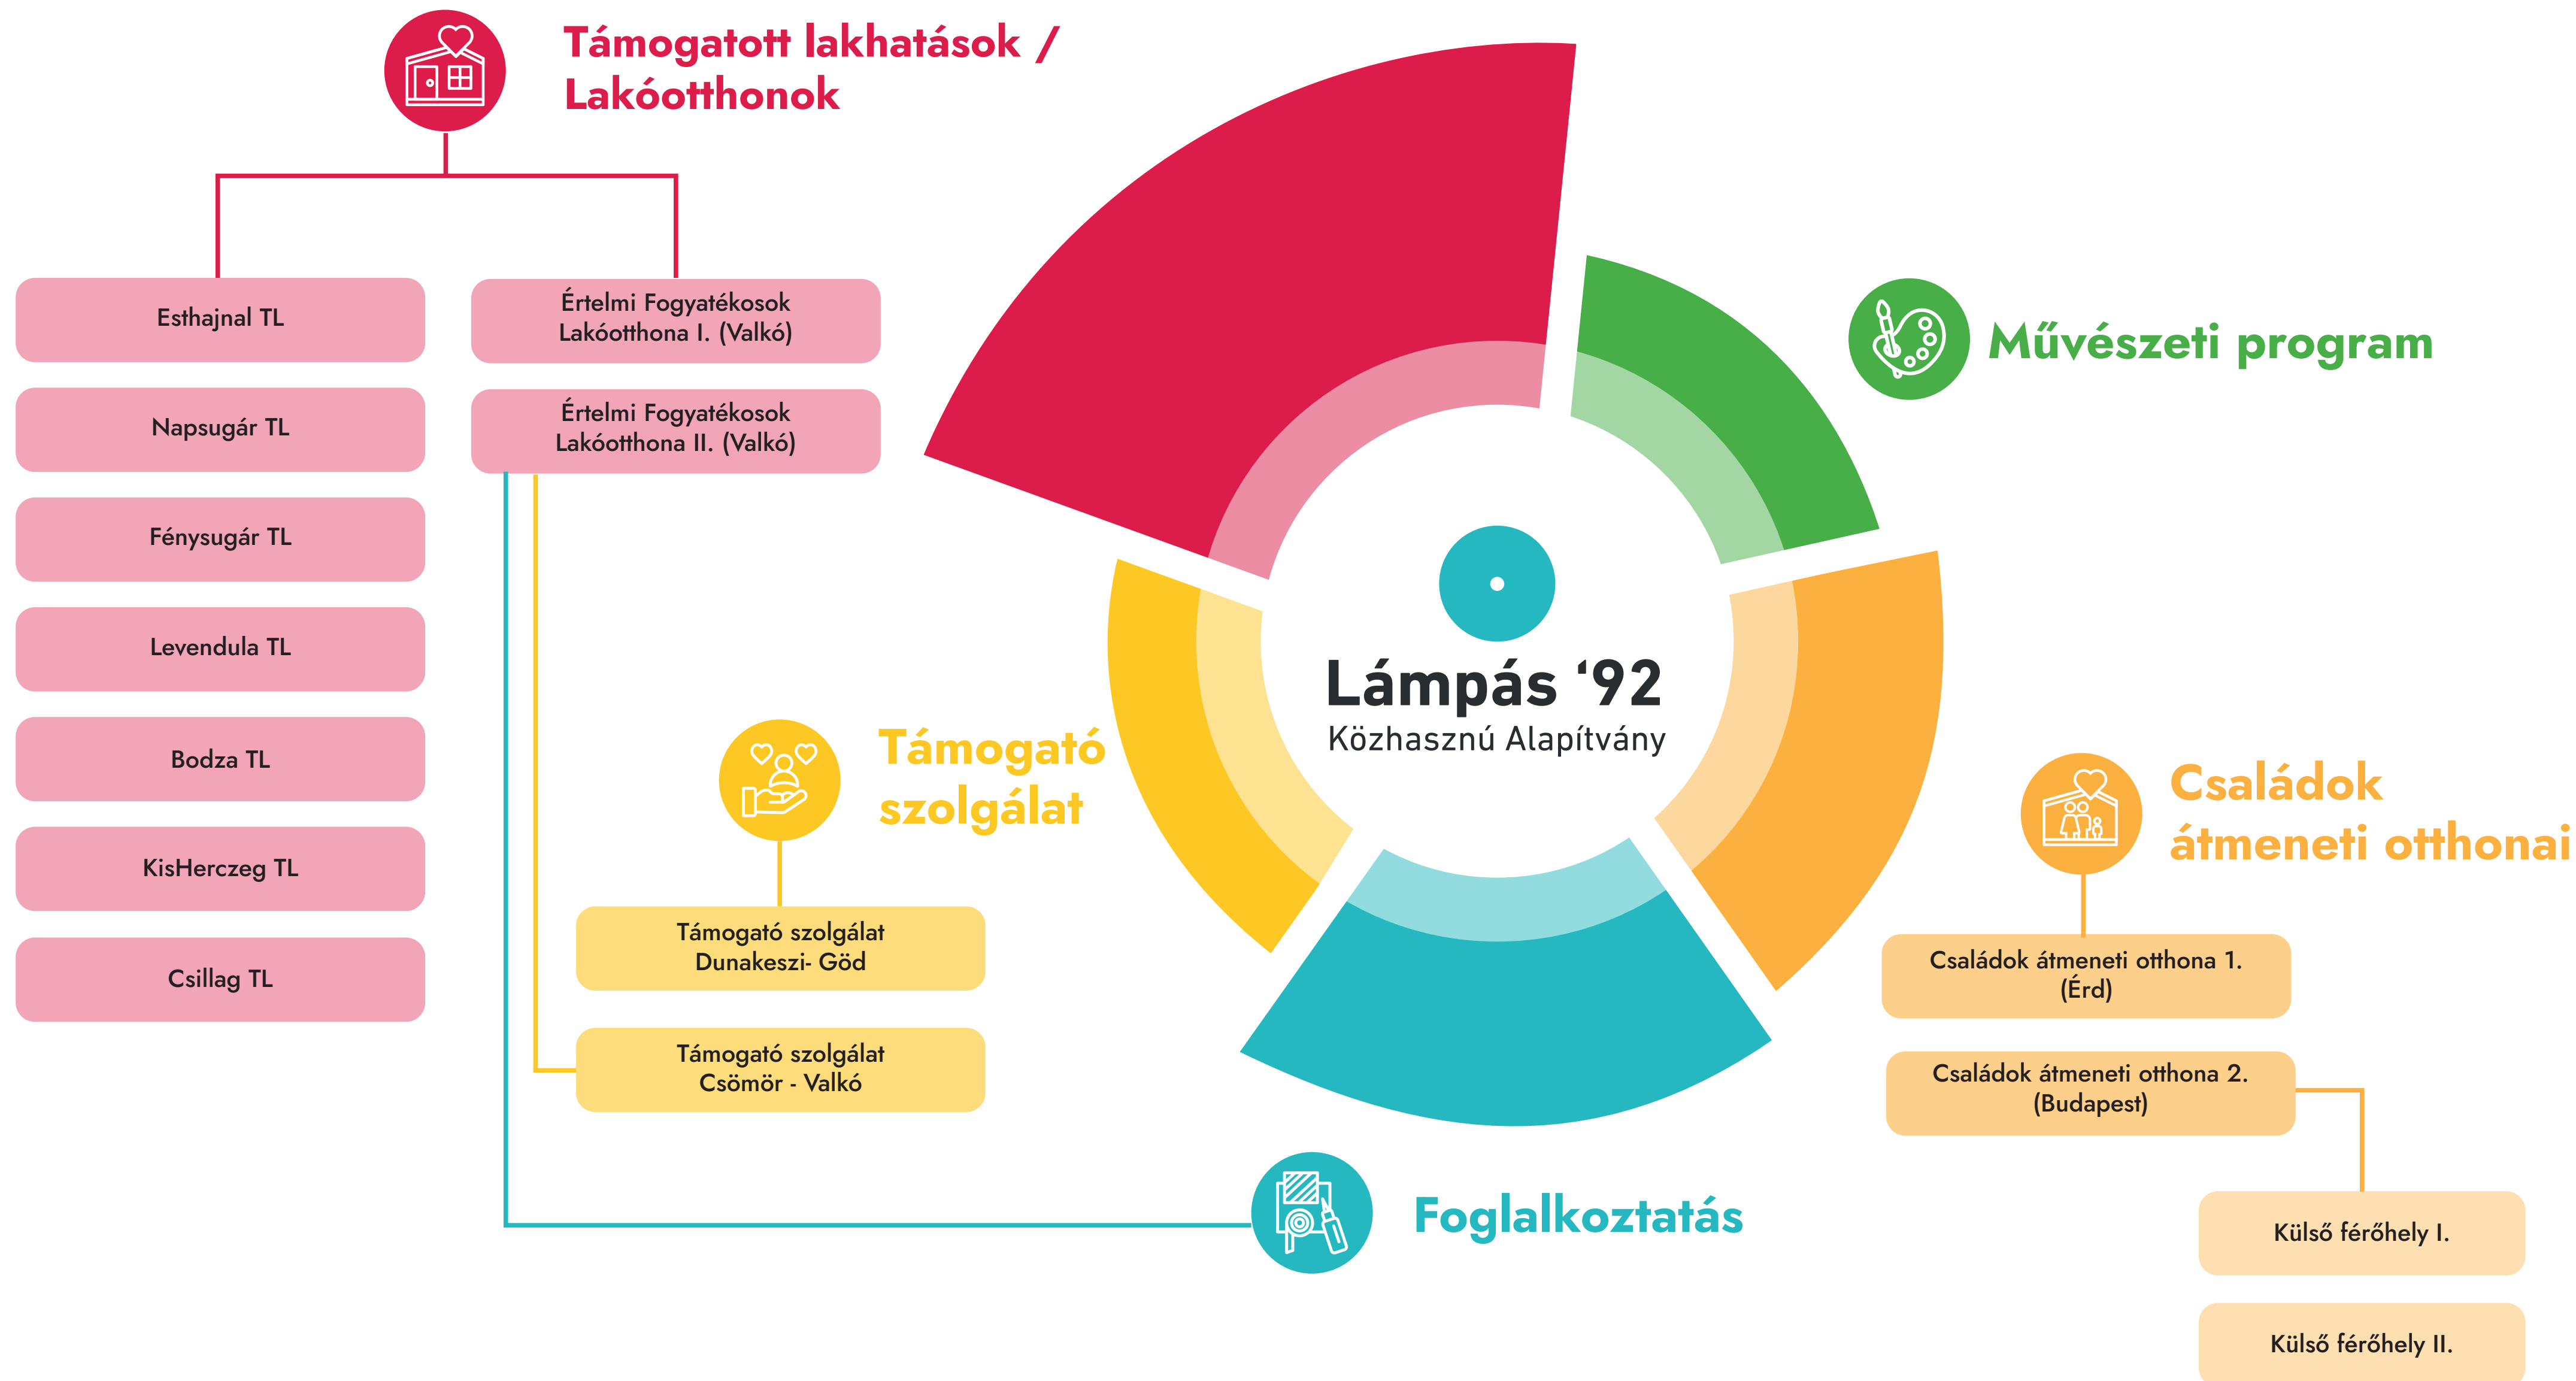 Támogatott lakhatások /
Lakóotthonok
Esthajnal TL
Napsugár TL
Fénysugár TL
Levendula TL
Bodza TL
KisHerczeg TL
Csillag TL
Értelmi Fogyatékosok
Lakóotthona I. (Valkó)
Értelmi Fogyatékosok
Lakóotthona II. (Valkó)
Támogató
szolgálat
Támogató szolgálat
Dunakeszi- Göd
Támogató szolgálat
Csömör - Valkó
Lámpás ‘92
Közhasznú Alapítvány
Foglalkoztatás
Művészeti program
Családok
átmeneti otthonai
Családok átmeneti otthona 1.
(Érd)
Családok átmeneti otthona 2.
(Budapest)
Külső férőhely I.
Külső férőhely II.